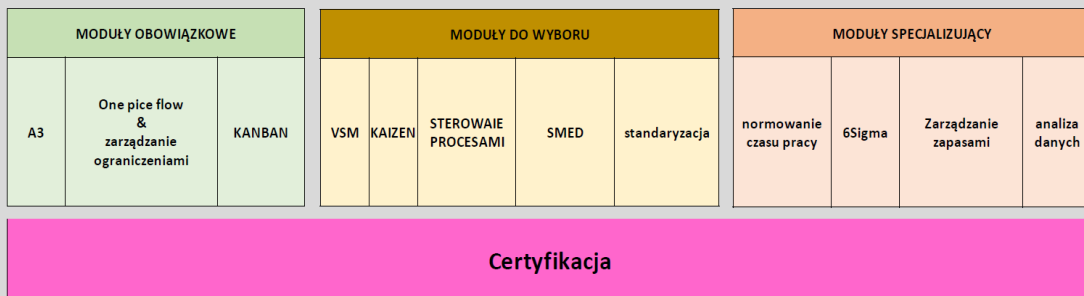 MODUŁY OBOWIĄZKOWE
MODUŁY DO WYBORU
MODUŁY SPECJALIZUJĄCY
A3
One pice flow
&
zarządzanie
ograniczeniami
KANBAN
VSM
KAIZEN
STEROWAIE
PROCESAMI
SMED
standaryzacja
normowanie
czasu pracy
6Sigma
Zarządzanie
zapasami
analiza
danych
Certyfikacja